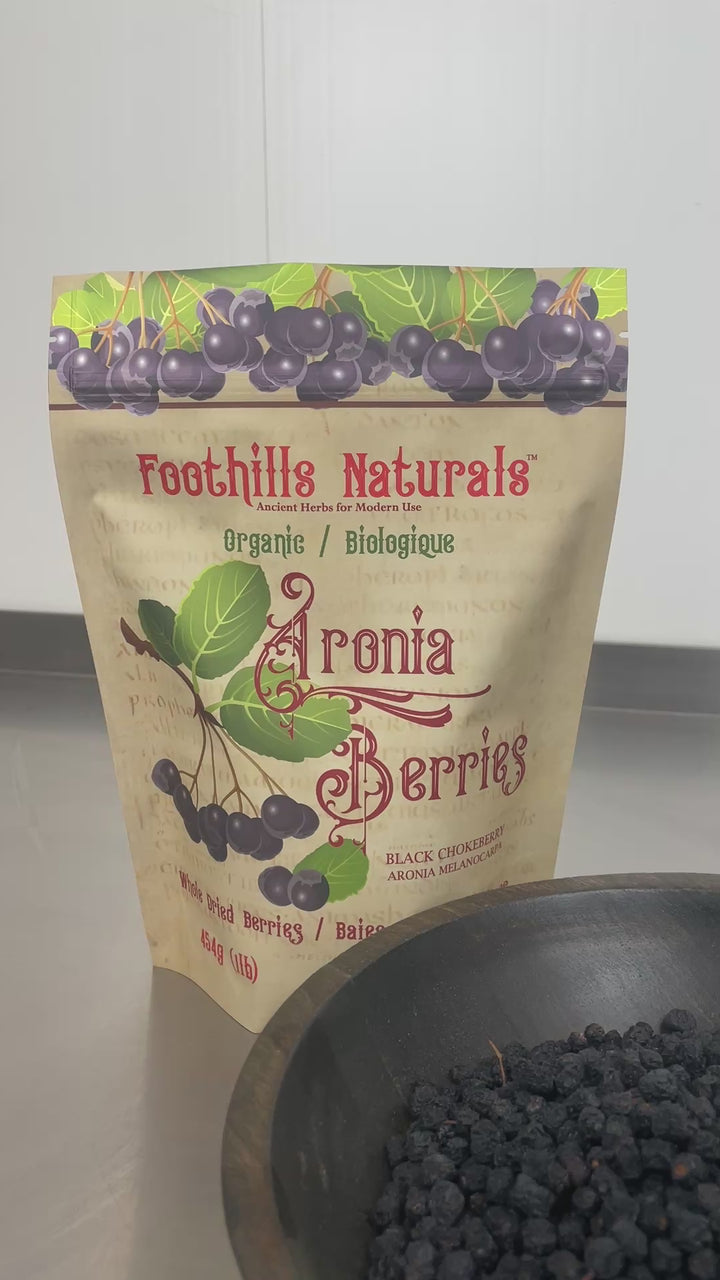 Foothills Naturals™
Ancient Herbs for Modern Use
Organic / Biologique
Aronia
Berries
BLACK CHOKEBERRY
ARONIA MELANOCARPA
Whole Dried Berries / Baies
454g (1lb)